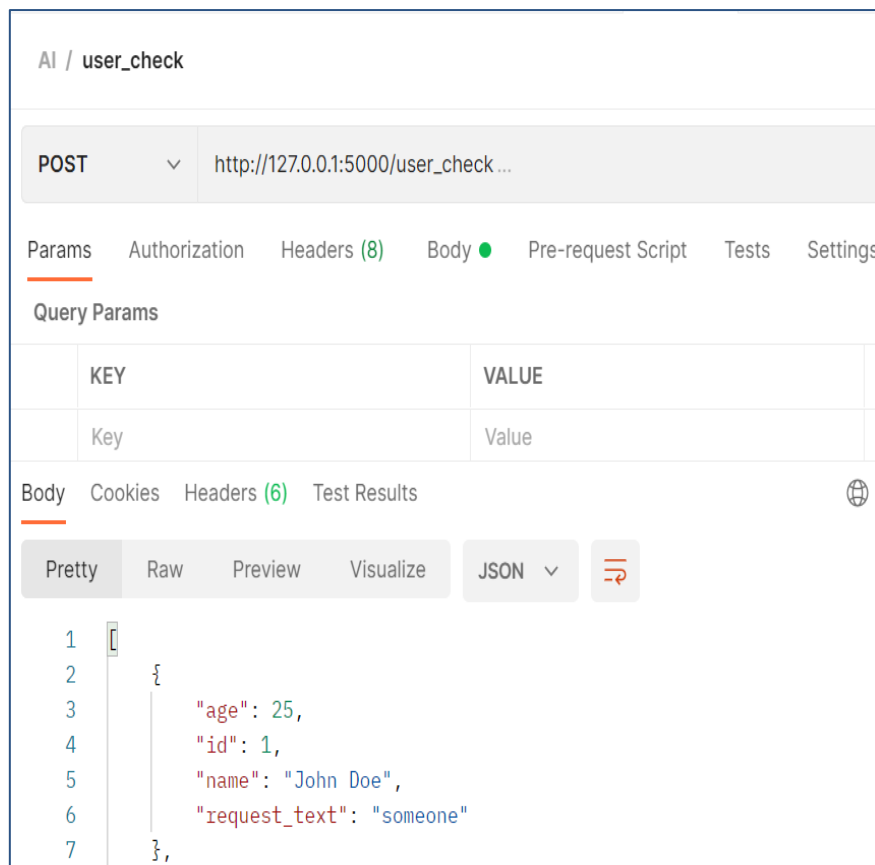 AI / user_check
POST http://127.0.0.1:5000/user_check ...
Params Authorization Headers (8) Body Pre-request Script Tests Settings
Query Params
KEY VALUE
Key Value
Body Cookies Headers (6) Test Results
Pretty Raw Preview Visualize JSON
1 [
2 {
3 "age": 25,
4 "id": 1,
5 "name": "John Doe",
6 "request_text": "someone"
7 },